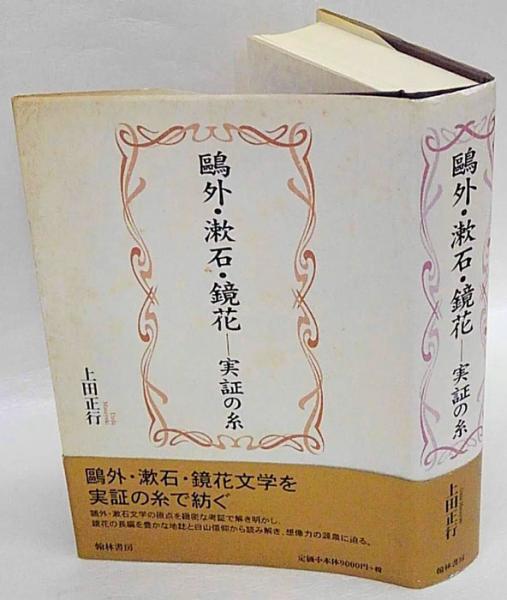 鷗外・漱石・鏡花―実証の糸
上田正行
鷗外・漱石・鏡花文学を
実証の糸で紡ぐ
鷗外・漱石文学の原点を緻密な考証で解き明かし、
鏡花の長編を豊かな地誌と白山信仰から読み解き、想像力の源泉に迫る。
翰林書房
定価本体9000円+税
鷗外・漱石・鏡花―実証の糸
上田正行
翰林書房